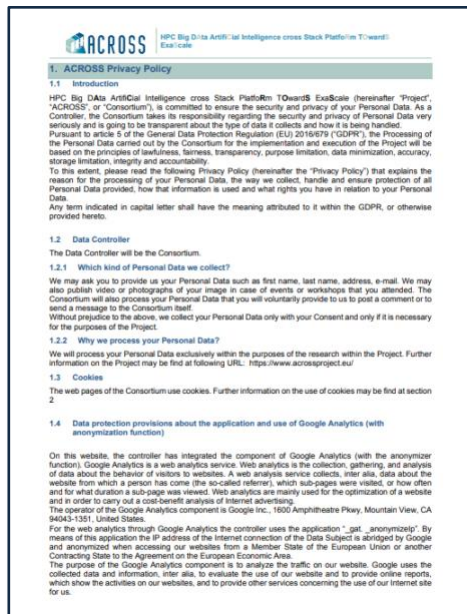 ACROSS
HPC Big DAta ArtifiCial Intelligence cross Stack PlatfoRm TOwardS
ExaScale
1. ACROSS Privacy Policy
1.1 Introduction
HPC Big DAta ArtifiCial Intelligence cross Stack PlatfoRm TOwardS ExaScale (hereinafter “Project”,
“ACROSS”, or “Consortium”), is committed to ensure the security and privacy of your Personal Data. As a
Controller, the Consortium takes its responsibility regarding the security and privacy of Personal Data very
seriously and is going to be transparent about the type of data it collects and how it is being handled.
Pursuant to article 5 of the General Data Protection Regulation (EU) 2016/679 (“GDPR”), the Processing of
the Personal Data carried out by the Consortium for the implementation and execution of the Project will be
based on the principles of lawfulness, fairness, transparency, purpose limitation, data minimization, accuracy,
storage limitation, integrity and accountability.
To this extent, please read the following Privacy Policy (hereinafter the “Privacy Policy”) that explains the
reason for the processing of your Personal Data, the way we collect, handle and ensure protection of all
Personal Data provided, how that information is used and what rights you have in relation to your Personal
Data.
Any term indicated in capital letter shall have the meaning attributed to it within the GDPR, or otherwise
provided hereto.
1.2 Data Controller
The Data Controller will be the Consortium.
1.2.1 Which kind of Personal Data we collect?
We may ask you to provide us your Personal Data such as first name, last name, address, e-mail. We may
also publish video or photographs of your image in case of events or workshops that you attended. The
Consortium will also process your Personal Data that you will voluntarily provide to us to post a comment or to
send a message to the Consortium itself.
Without prejudice to the above, we collect your Personal Data only with your Consent and only if it is necessary
for the purposes of the Project.
1.2.2 Why we process your Personal Data?
We will process your Personal Data exclusively within the purposes of the research within the Project. Further
information on the Project may be find at following URL: https://www.acrossproject.eu/
1.3 Cookies
The web pages of the Consortium use cookies. Further information on the use of cookies may be find at section
2
1.4 Data protection provisions about the application and use of Google Analytics (with
anonymization function)
On this website, the controller has integrated the component of Google Analytics (with the anonymizer
function). Google Analytics is a web analytics service. Web analytics is the collection, gathering, and analysis
of data about the behavior of visitors to websites. A web analysis service collects, inter alia, data about the
website from which a person has come (the so-called referrer), which sub-pages were visited, or how often
and for what duration a sub-page was viewed. Web analytics are mainly used for the optimization of a website
and in order to carry out a cost-benefit analysis of Internet advertising.
The operator of the Google Analytics component is Google Inc., 1600 Amphitheatre Pkwy, Mountain View, CA
94043-1351, United States.
For the web analytics through Google Analytics the controller uses the application "_gat. _anonymizeIp". By
means of this application the IP address of the Internet connection of the Data Subject is abridged by Google
and anonymized when accessing our websites from a Member State of the European Union or another
Contracting State to the Agreement on the European Economic Area.
The purpose of the Google Analytics component is to analyze the traffic on our website. Google uses the
collected data and information, inter alia, to evaluate the use of our website and to provide online reports,
which show the activities on our websites, and to provide other services concerning the use of our Internet site
for us.